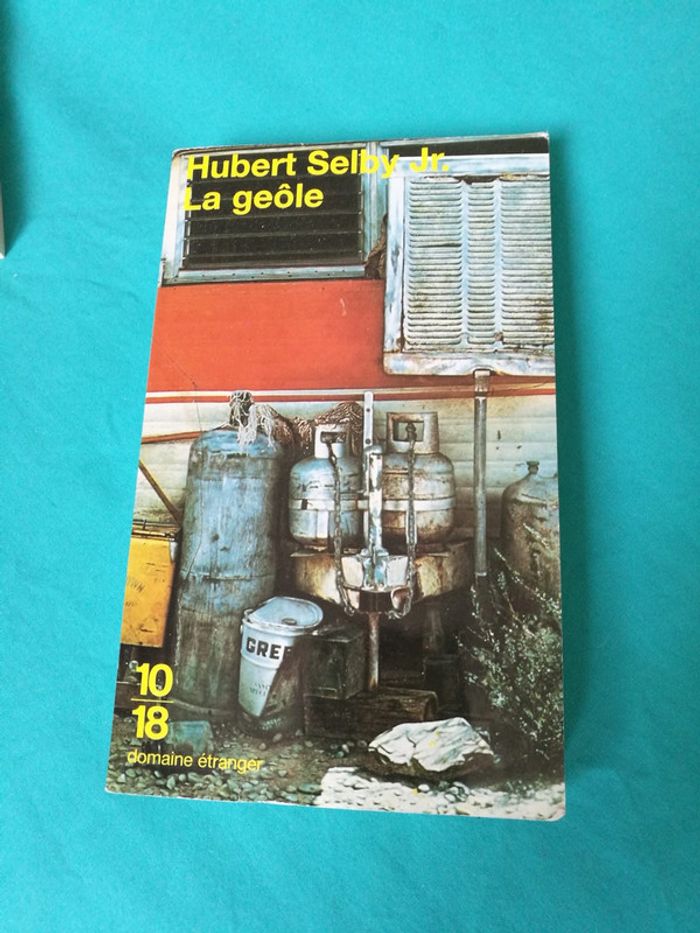 Hubert Selby Jr.
La geôle
GREE
10
18
domaine étranger